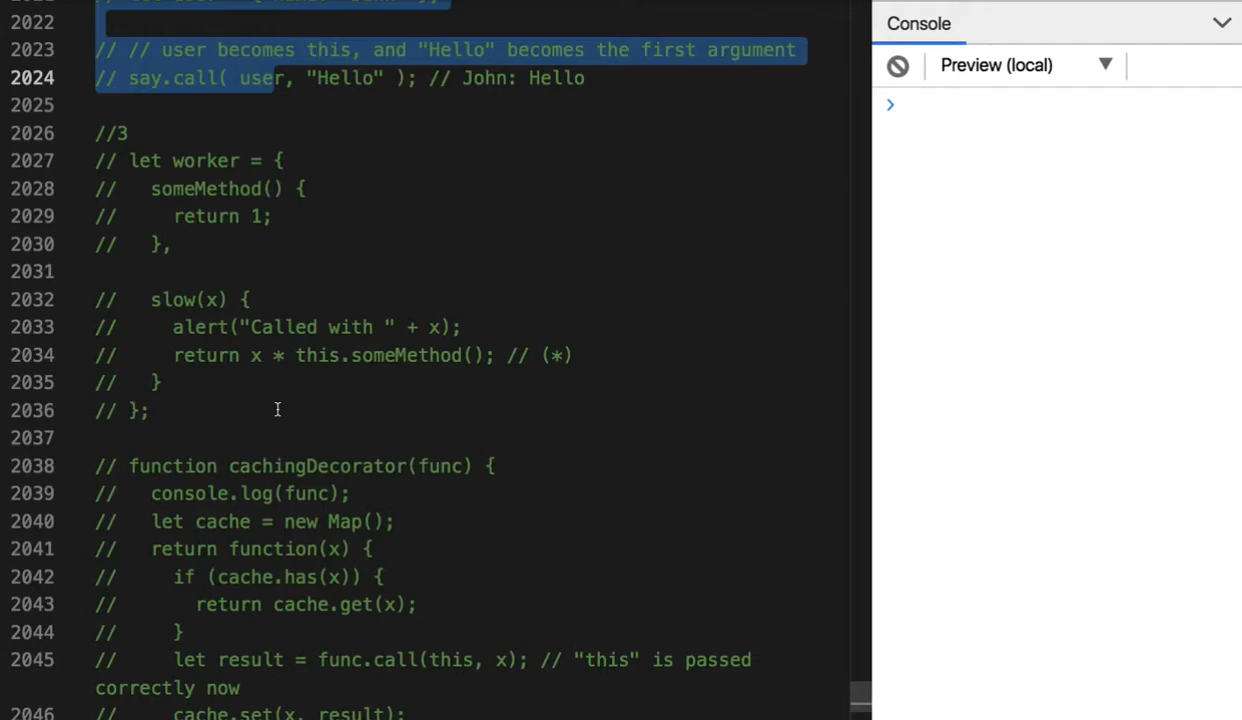 // let user = { name: "John" };
2022
2023 // // user becomes this, and "Hello" becomes the first argument
2024 // say.call( user, "Hello" ); // John: Hello
2025
2026 //3
2027 // let worker = {
2028 //   someMethod() {
2029 //     return 1;
2030 //   },
2031
2032 //   slow(x) {
2033 //     alert("Called with " + x);
2034 //     return x * this.someMethod(); // (*)
2035 //   }
2036 // };
2037
2038 // function cachingDecorator(func) {
2039 //   console.log(func);
2040 //   let cache = new Map();
2041 //   return function(x) {
2042 //     if (cache.has(x)) {
2043 //       return cache.get(x);
2044 //     }
2045 //     let result = func.call(this, x); // "this" is passed
correctly now
2046 //     cache.set(x, result);
Console
Preview (local)